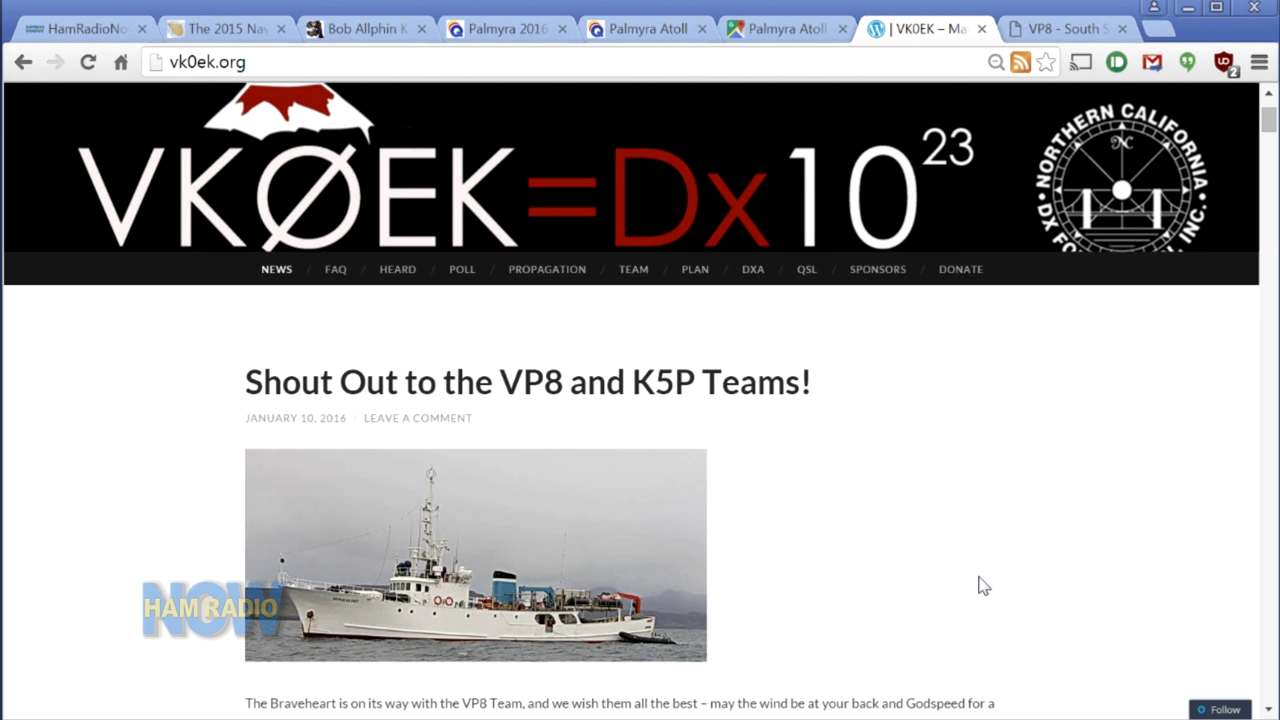 HamRadioNo
The 2015 Nav
Bob Allphin K
Palmyra 2016
Palmyra Atoll
Palmyra Atoll
| VK0EK – Ma
VP8 - South S
vk0ek.org
2
VKØEK=Dx10²³
NORTHERN CALIFORNIA
NC
DX FO
INC.
NEWS / FAQ / HEARD / POLL / PROPAGATION / TEAM / PLAN / DXA / QSL / SPONSORS / DONATE
Shout Out to the VP8 and K5P Teams!
JANUARY 10, 2016 / LEAVE A COMMENT
NOW
HAM RADIO
The Braveheart is on its way with the VP8 Team, and we wish them all the best – may the wind be at your back and Godspeed for a
Follow